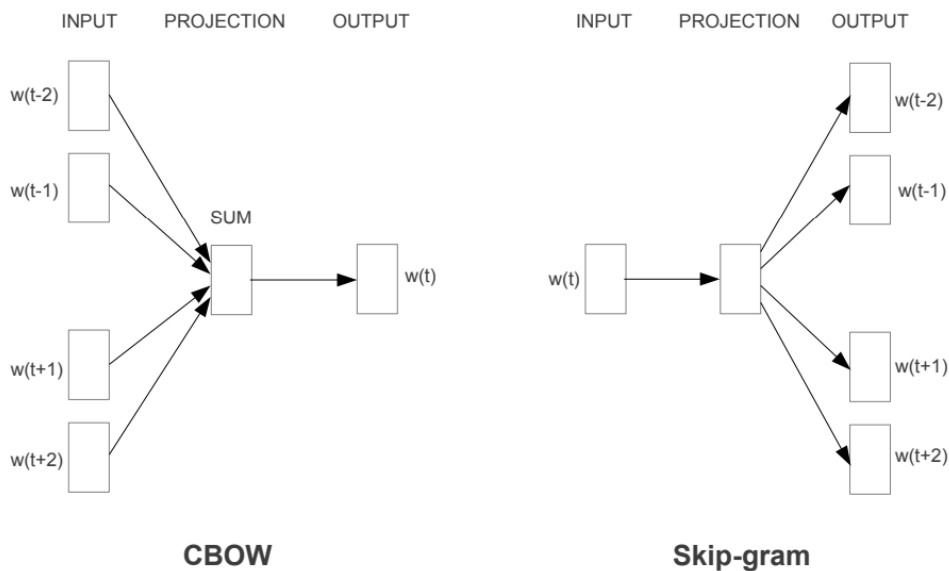 INPUT PROJECTION OUTPUT
w(t-2)
w(t-1)
SUM
w(t)
w(t+1)
w(t+2)
CBOW
INPUT PROJECTION OUTPUT
w(t-2)
w(t-1)
w(t)
w(t+1)
w(t+2)
Skip-gram